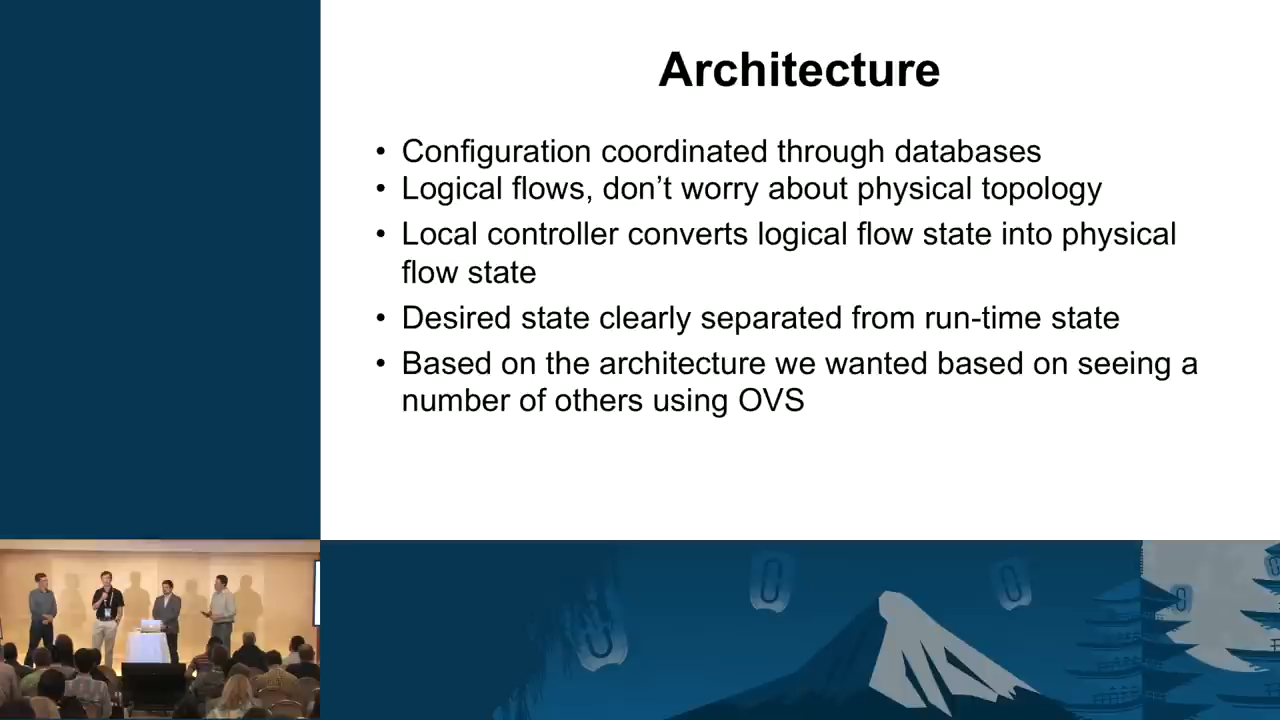 Architecture
• Configuration coordinated through databases
• Logical flows, don’t worry about physical topology
• Local controller converts logical flow state into physical
flow state
• Desired state clearly separated from run-time state
• Based on the architecture we wanted based on seeing a
number of others using OVS